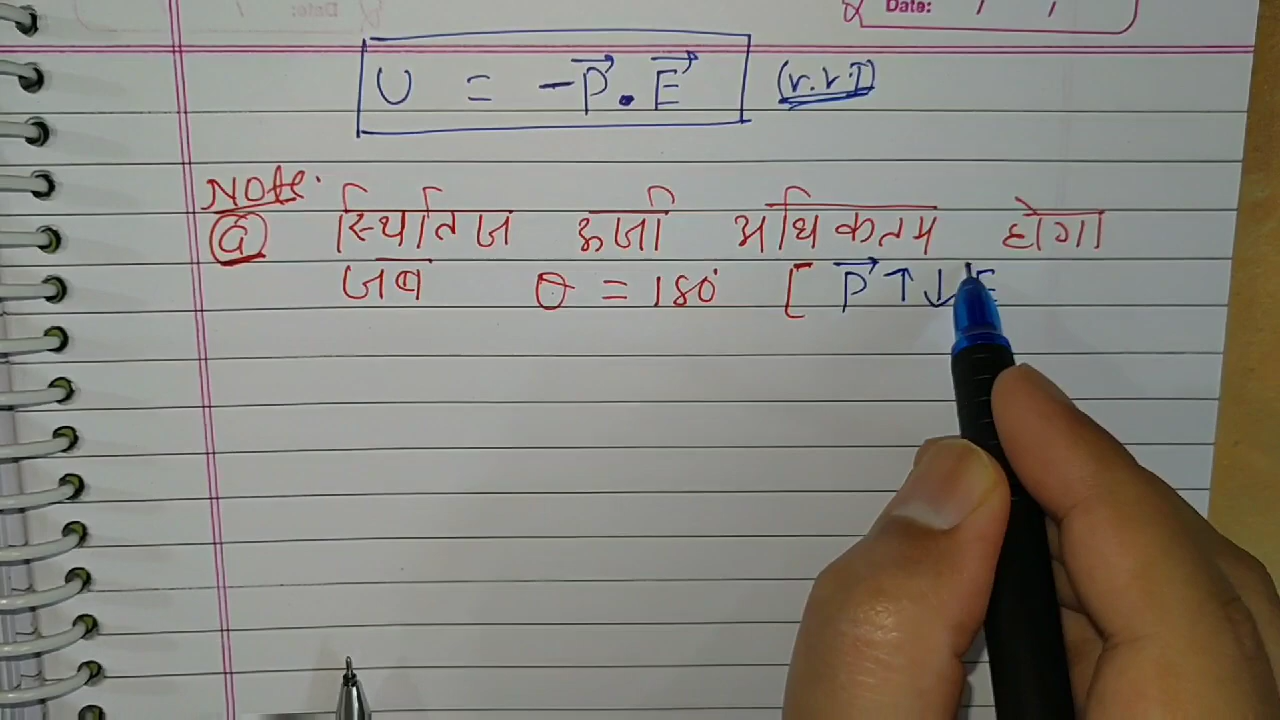 Date: / /
U = -P⃗ . E⃗ (V.V.I)
Note:
(a) स्थितिज ऊर्जा अधिकतम होगा
जब θ = 180° [ P⃗ ↑ ↓ E